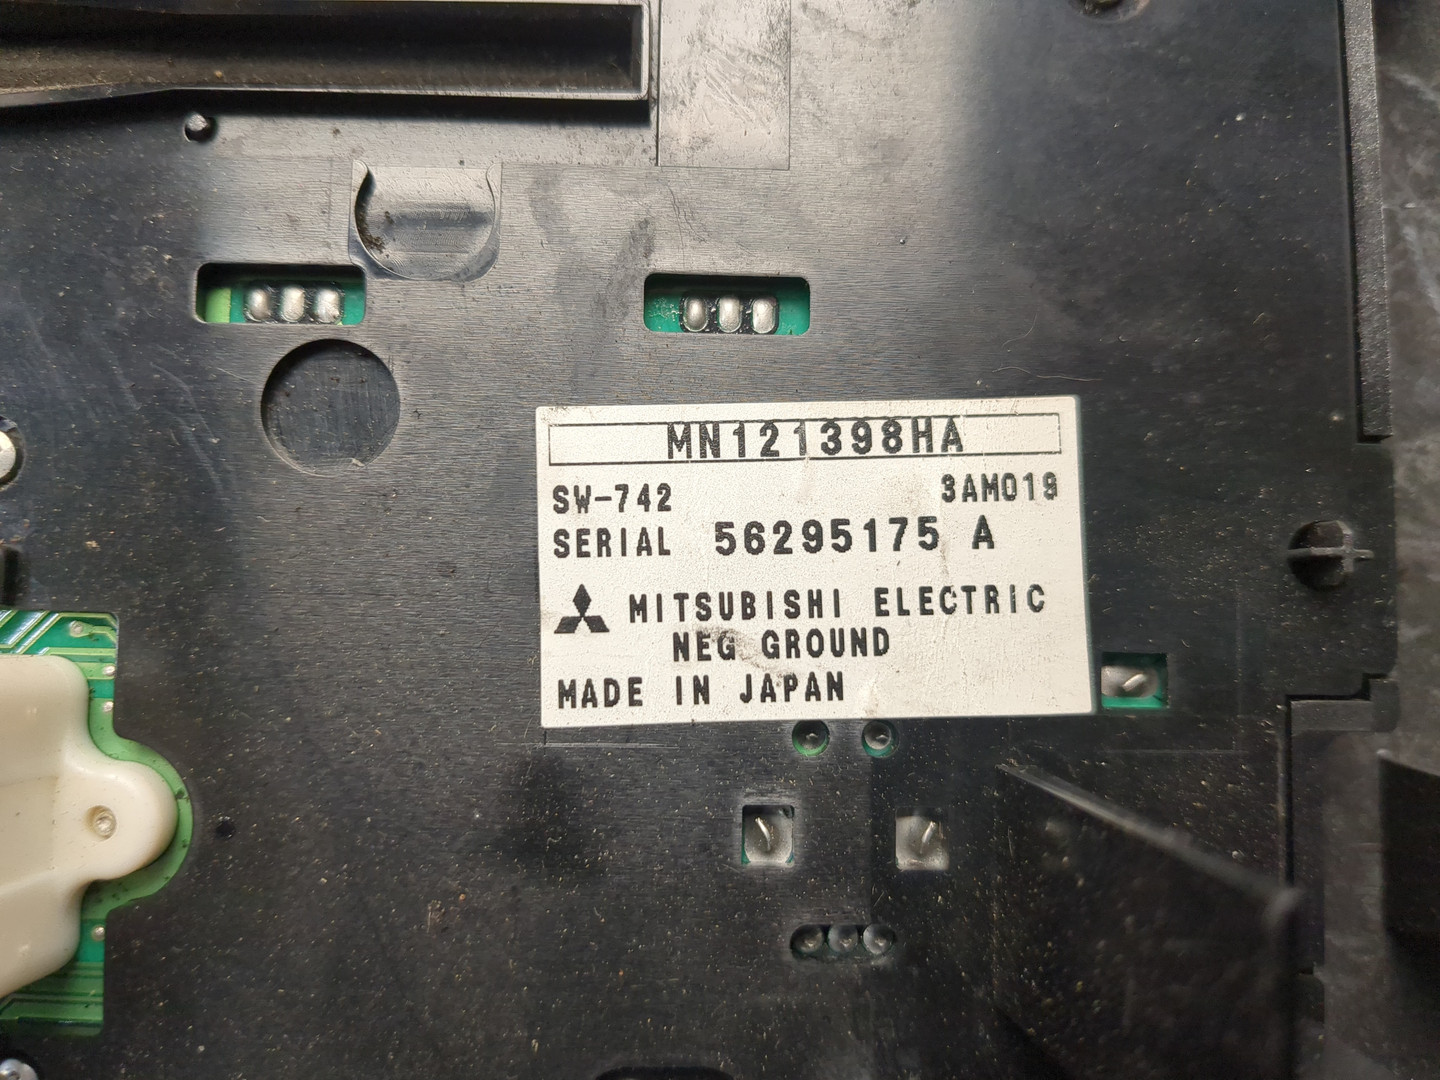 MN121398HA
SW-742 3AM019
SERIAL 56295175 A
MITSUBISHI ELECTRIC
NEG GROUND
MADE IN JAPAN